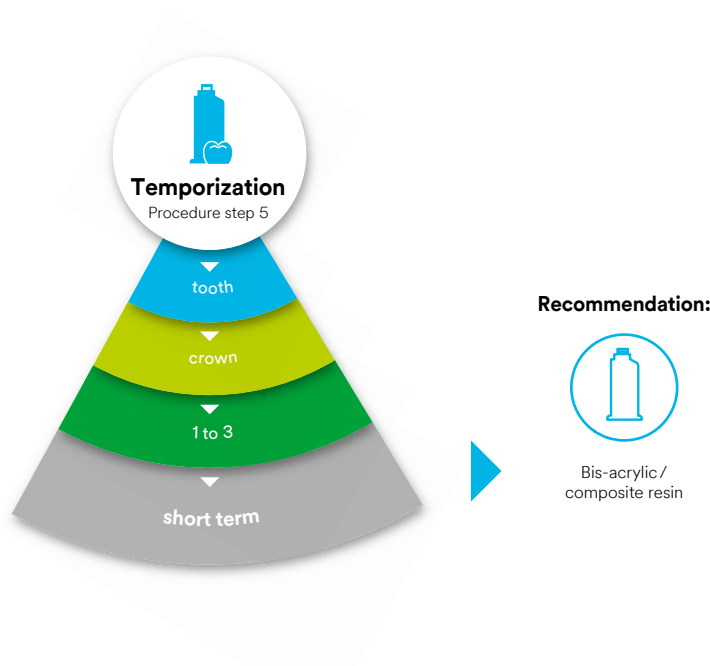 Temporization
Procedure step 5
tooth
crown
1 to 3
short term
Recommendation:
Bis-acrylic /
composite resin